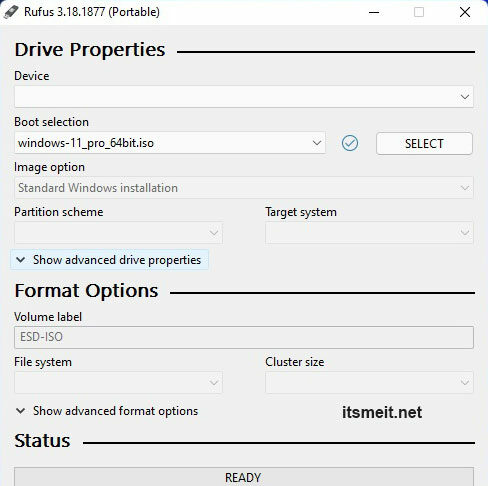 Rufus 3.18.1877 (Portable)
Drive Properties
Device
Boot selection
windows-11_pro_64bit.iso
SELECT
Image option
Standard Windows installation
Partition scheme
Target system
Show advanced drive properties
Format Options
Volume label
ESD-ISO
File system
Cluster size
Show advanced format options
itsmeit.net
Status
READY